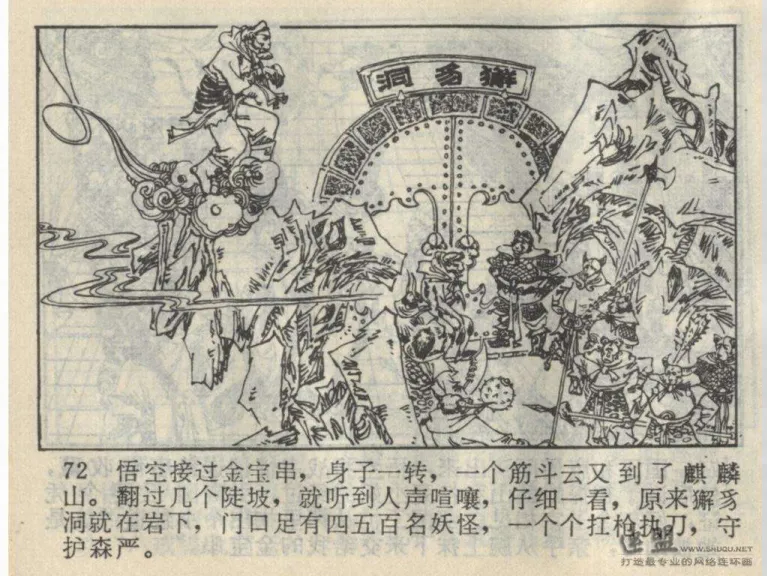 獬豸洞
72 悟空接过金宝串，身子一转，一个筋斗云又到了麒麟
山。翻过几个陡坡，就听到人声喧嚷，仔细一看，原来獬豸
洞就在岩下，门口足有四五百名妖怪，一个个扛枪执刀，守
护森严。
连盟 WWW.SHUQU.NET
打造最专业的网络连环画